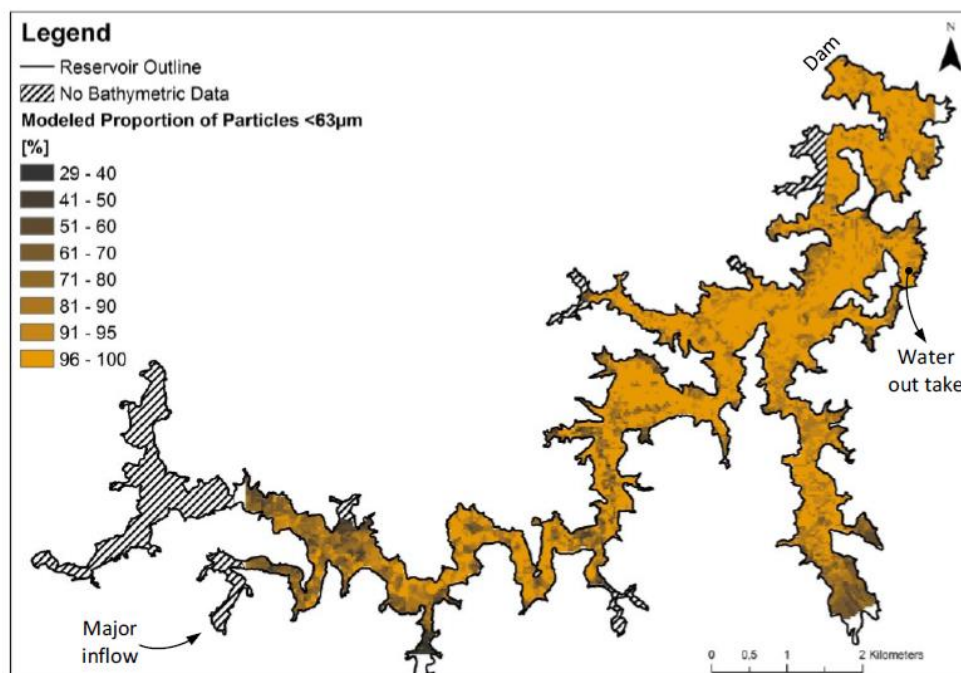 Legend
Reservoir Outline
No Bathymetric Data
Modeled Proportion of Particles <63µm
[%]
29 - 40
41 - 50
51 - 60
61 - 70
71 - 80
81 - 90
91 - 95
96 - 100
Dam
N
Water
out take
Major
inflow
0 0,5 1 2 Kilometers